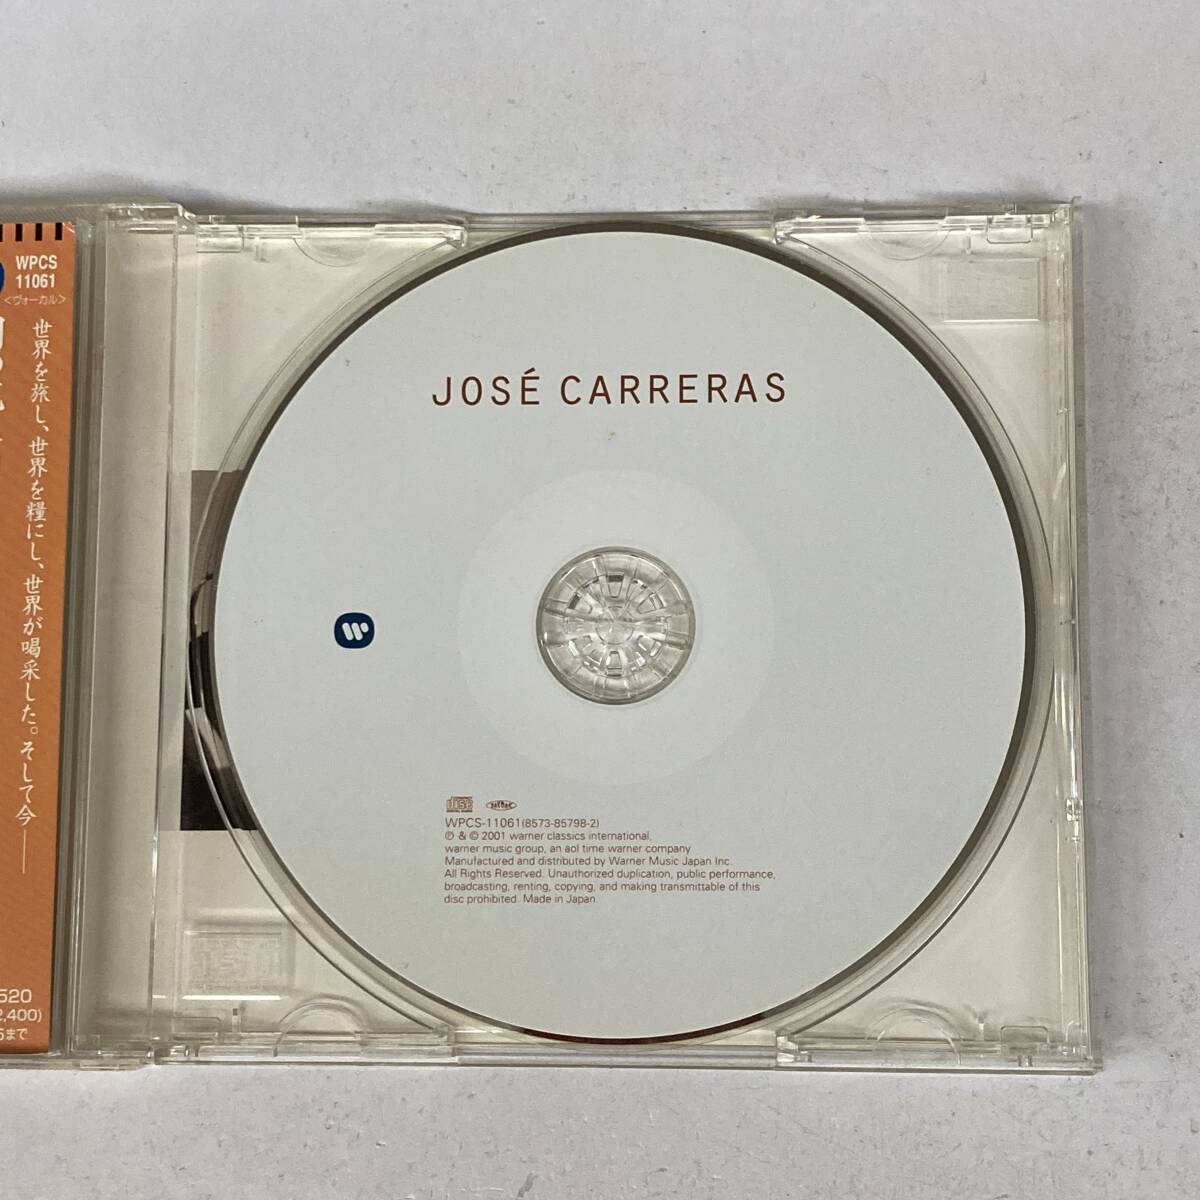 WPCS
11061
<ヴォーカル>
世界を旅し、世界を糧にし、世界が喝采した。そして今——
520
2,400)
5まで
JOSÉ CARRERAS
WPCS-11061(8573-85798-2)
℗ & © 2001 warner classics international,
warner music group, an aol time warner company
Manufactured and distributed by Warner Music Japan Inc.
All Rights Reserved. Unauthorized duplication, public performance,
broadcasting, renting, copying, and making transmittable of this
disc prohibited. Made in Japan.